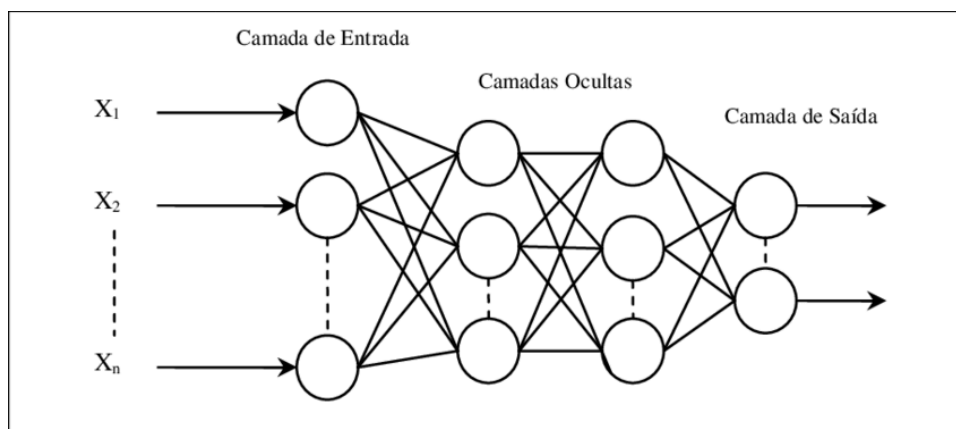 Camada de Entrada
Camadas Ocultas
Camada de Saída
X₁
X₂
Xₙ